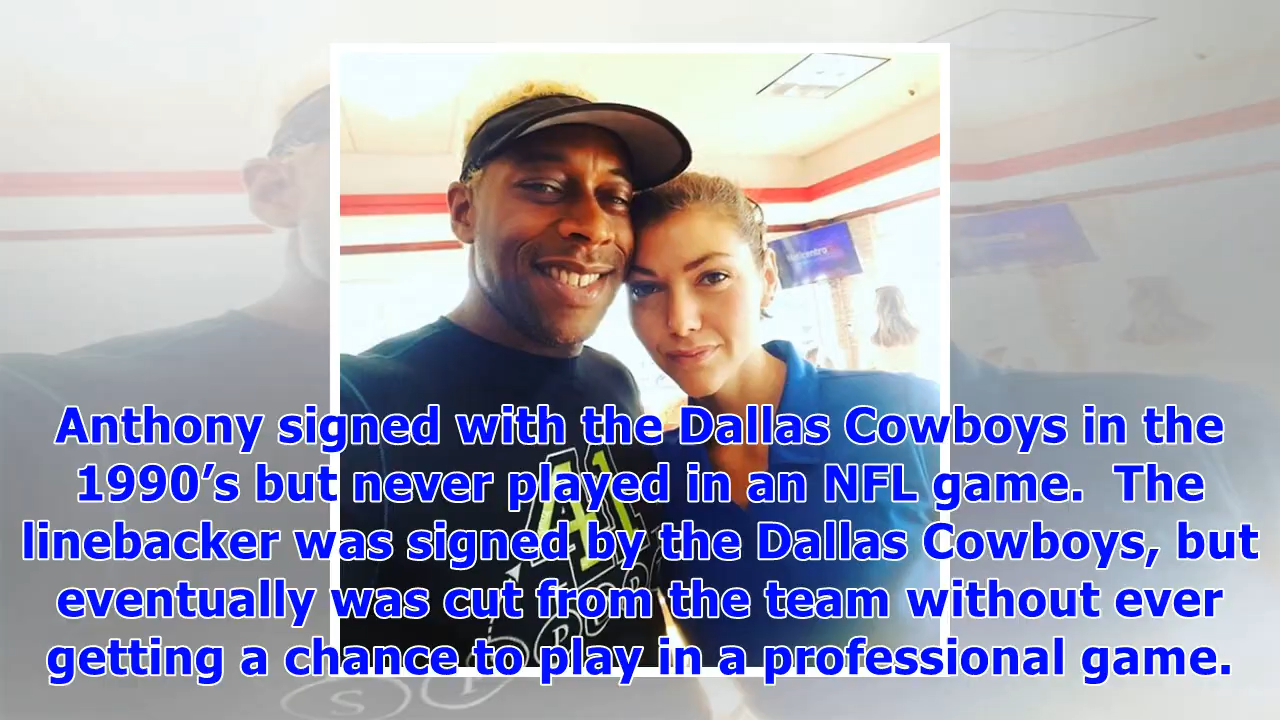 Noticentro
Anthony signed with the Dallas Cowboys in the
1990’s but never played in an NFL game. The
linebacker was signed by the Dallas Cowboys, but
eventually was cut from the team without ever
getting a chance to play in a professional game.